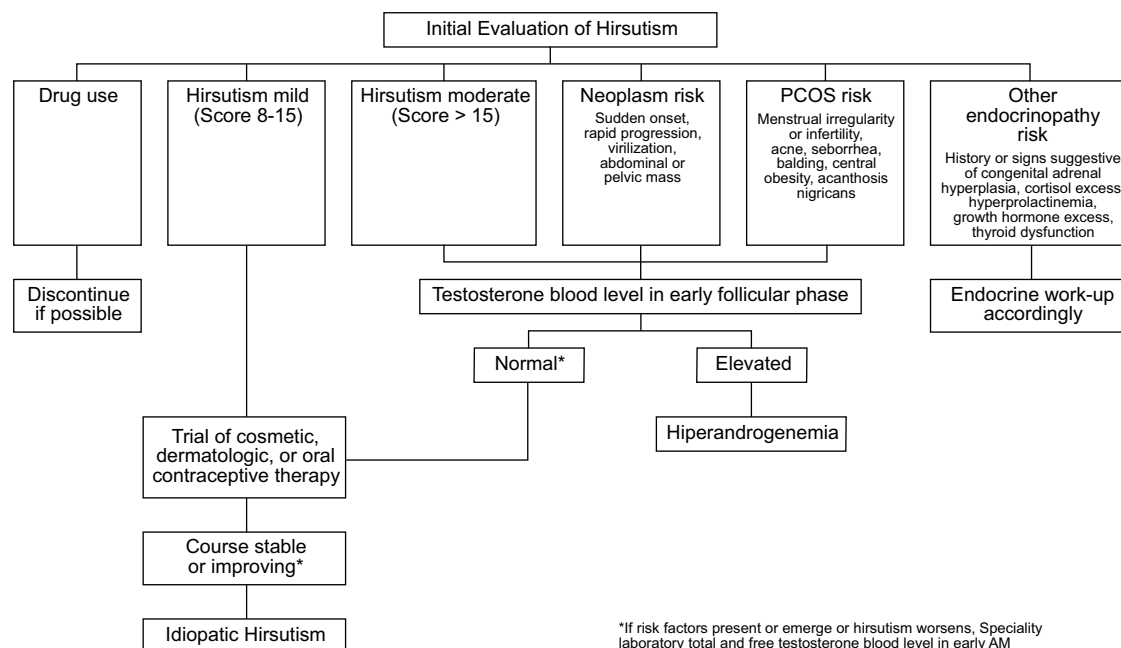 Initial Evaluation of Hirsutism
Drug use
Hirsutism mild
(Score 8-15)
Hirsutism moderate
(Score > 15)
Neoplasm risk
Sudden onset,
rapid progression,
virilization,
abdominal or
pelvic mass
PCOS risk
Menstrual irregularity
or infertility,
acne, seborrhea,
balding, central
obesity, acanthosis
nigricans
Other
endocrinopathy
risk
History or signs suggestive
of congenital adrenal
hyperplasia, cortisol excess,
hyperprolactinemia,
growth hormone excess,
thyroid dysfunction
Discontinue
if possible
Testosterone blood level in early follicular phase
Endocrine work-up
accordingly
Normal*
Elevated
Hiperandrogenemia
Trial of cosmetic,
dermatologic, or oral
contraceptive therapy
Course stable
or improving*
Idiopatic Hirsutism
*If risk factors present or emerge or hirsutism worsens, Speciality
laboratory total and free testosterone blood level in early AM